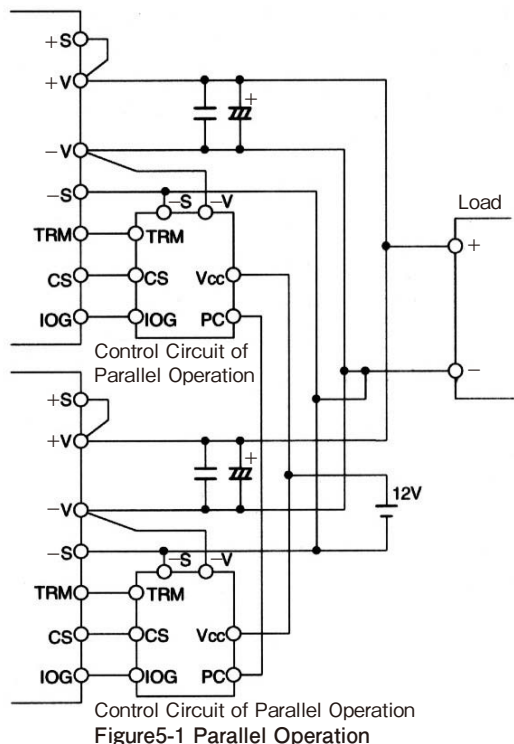 +S
+V
+
−V
−S
−S
−V
Load
TRM
TRM
+
CS
CS
Vcc
IOG
IOG
PC
Control Circuit of
Parallel Operation
−
+S
+V
+
12V
−V
−S
−S
−V
TRM
TRM
CS
CS
Vcc
IOG
IOG
PC
Control Circuit of Parallel Operation
Figure5-1 Parallel Operation